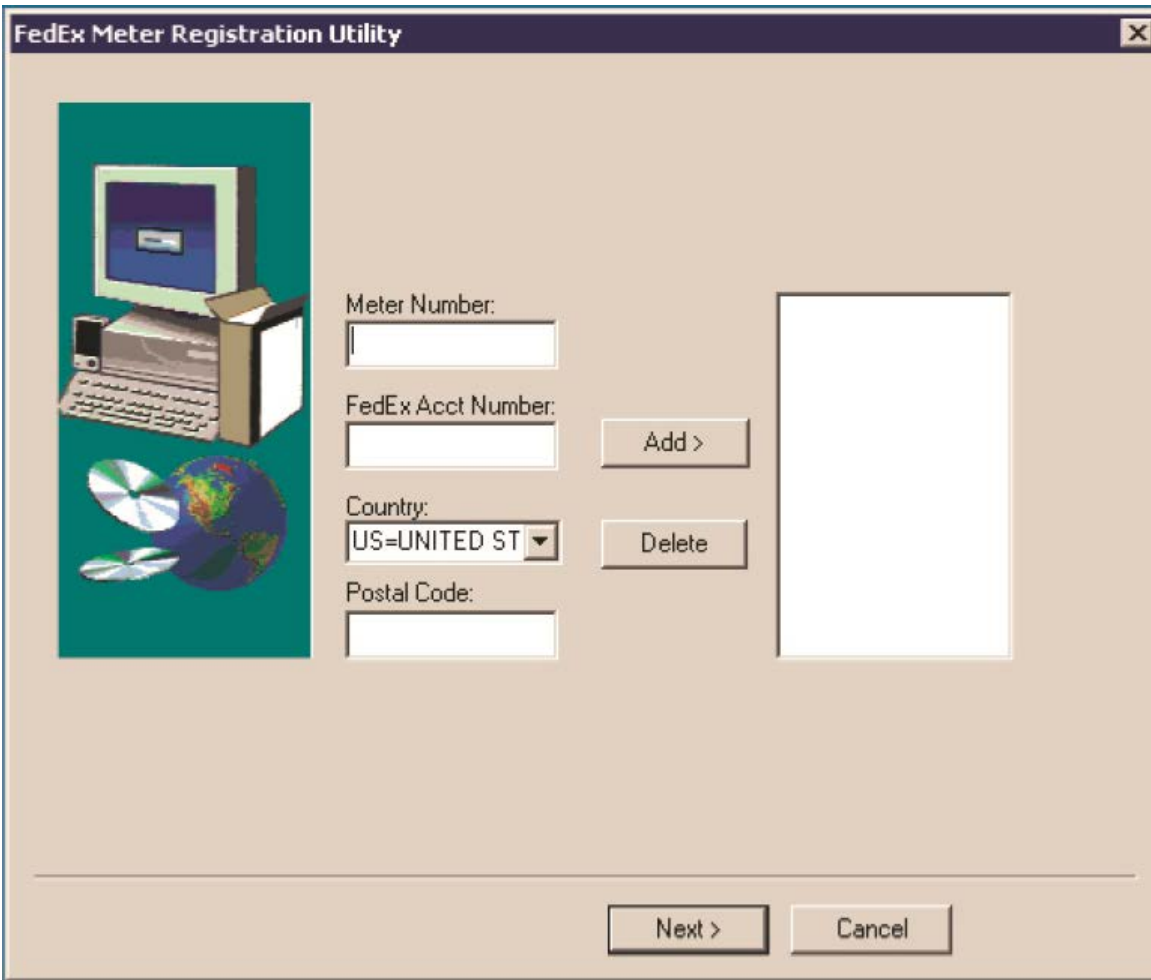 FedEx Meter Registration Utility
Meter Number:
FedEx Acct Number:
Add >
Country:
US=UNITED ST
Delete
Postal Code:
Next >
Cancel